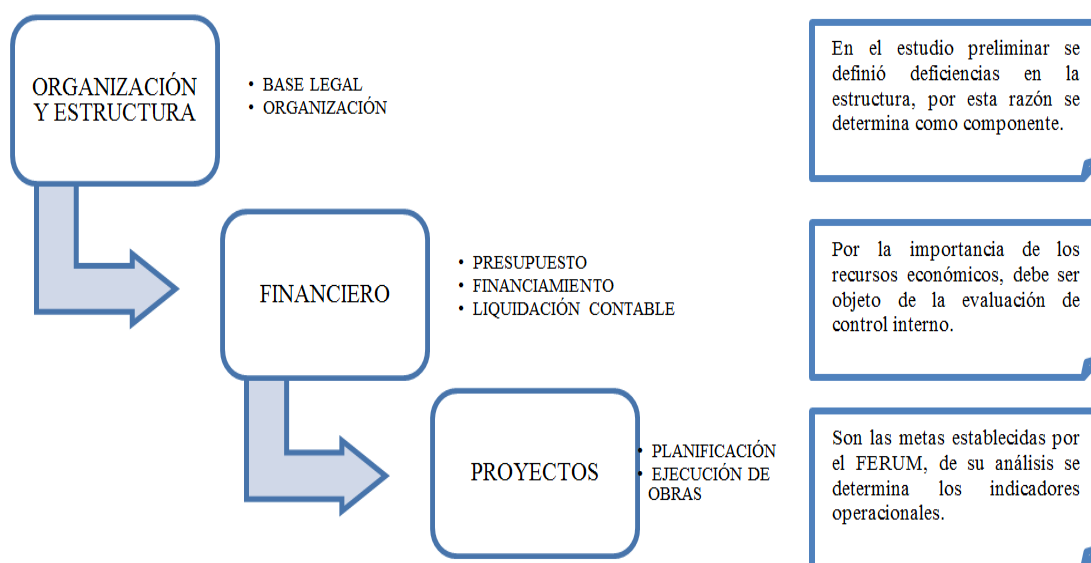 ORGANIZACIÓN
Y ESTRUCTURA
• BASE LEGAL
• ORGANIZACIÓN
En el estudio preliminar se
definió deficiencias en la
estructura, por esta razón se
determina como componente.
FINANCIERO
• PRESUPUESTO
• FINANCIAMIENTO
• LIQUIDACIÓN CONTABLE
Por la importancia de los
recursos económicos, debe ser
objeto de la evaluación de
control interno.
PROYECTOS
• PLANIFICACIÓN
• EJECUCIÓN DE
OBRAS
Son las metas establecidas por
el FERUM, de su análisis se
determina los indicadores
operacionales.